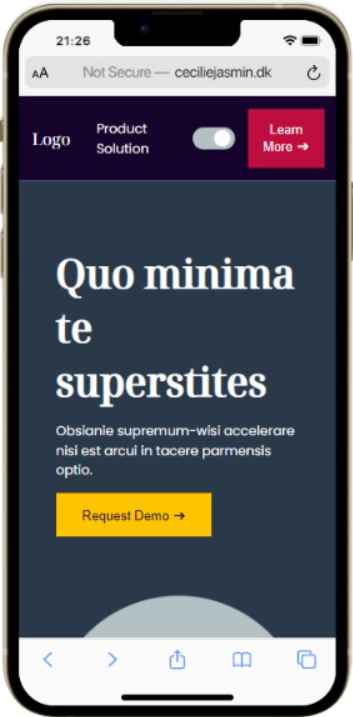 21:26
AA Not Secure — ceciliejasmin.dk
Logo
Product
Solution
Learn
More →
Quo minima
te
superstites
Obsianie supremum-wisi accelerare
nisi est arcui in tacere parmensis
optio.
Request Demo →